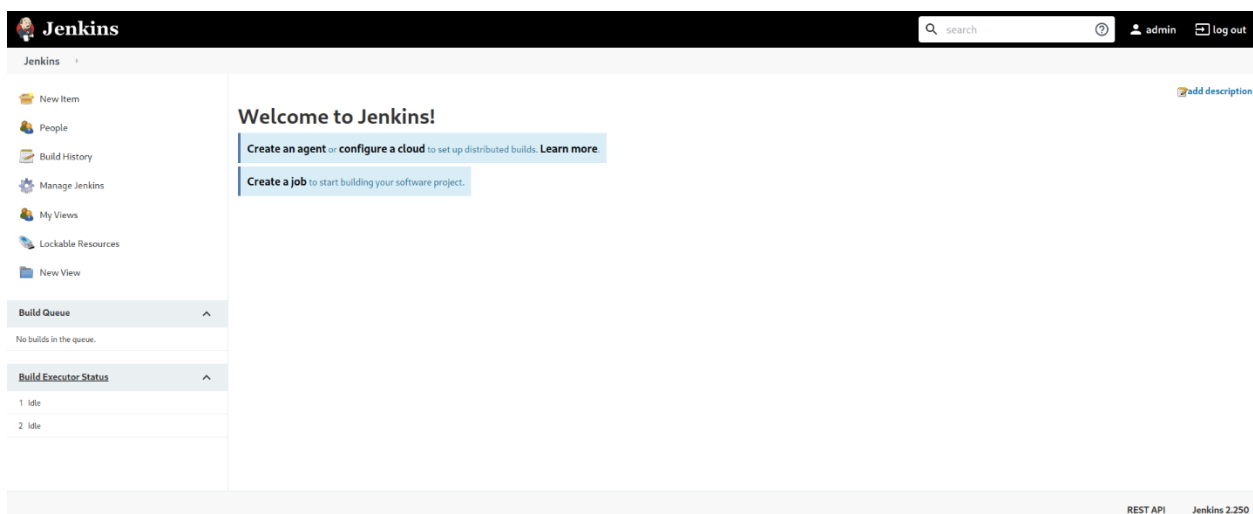 Jenkins
search
admin
log out
Jenkins
New Item
People
Build History
Manage Jenkins
My Views
Lockable Resources
New View
Build Queue
No builds in the queue.
Build Executor Status
1 Idle
2 Idle
add description
Welcome to Jenkins!
Create an agent or configure a cloud to set up distributed builds. Learn more.
Create a job to start building your software project.
REST API Jenkins 2.250